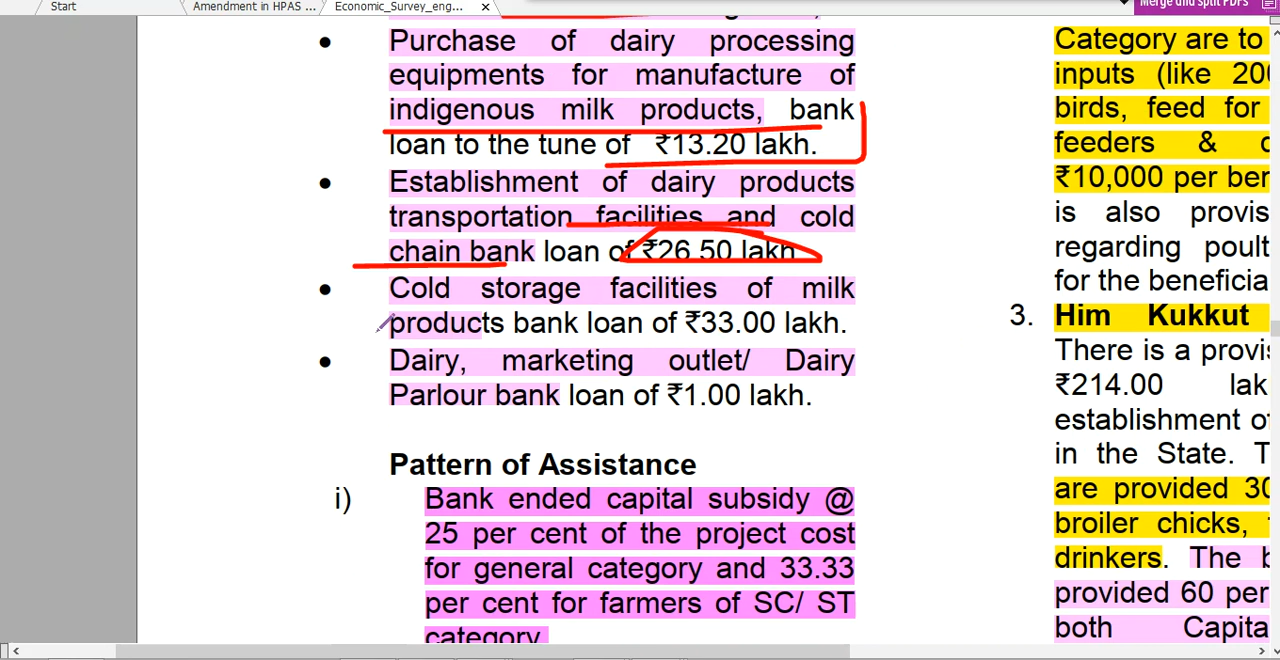 Start
Amendment in HPAS ...
Economic_Survey_eng...
Merge and split PDFs
• Purchase of dairy processing
equipments for manufacture of
indigenous milk products, bank
loan to the tune of ₹13.20 lakh.
• Establishment of dairy products
transportation facilities and cold
chain bank loan of ₹26.50 lakh
• Cold storage facilities of milk
products bank loan of ₹33.00 lakh.
• Dairy, marketing outlet/ Dairy
Parlour bank loan of ₹1.00 lakh.
Pattern of Assistance
i) Bank ended capital subsidy @
25 per cent of the project cost
for general category and 33.33
per cent for farmers of SC/ ST
category.
Category are to
inputs (like
birds, feed for
feeders &
₹10,000 per
is also
regarding
for the
3. Him Kukkut
There is a
₹214.00
establishment
in the State.
are provided 30
broiler chicks,
drinkers. The
provided 60 per
both